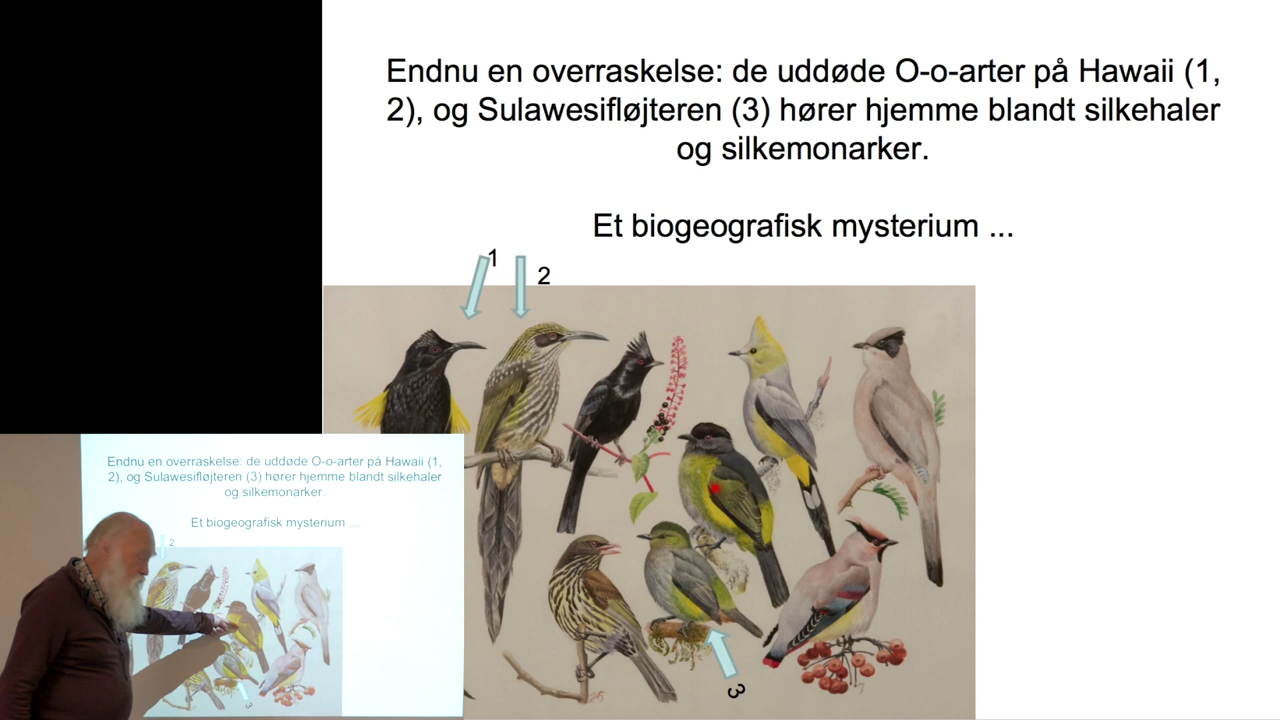 Endnu en overraskelse: de uddøde O-o-arter på Hawaii (1,
2), og Sulawesifløjteren (3) hører hjemme blandt silkehaler
og silkemonarker.
Et biogeografisk mysterium ...
1
2
3
Endnu en overraskelse: de uddøde O-o-arter på Hawaii (1,
2), og Sulawesifløjteren (3) hører hjemme blandt silkehaler
og silkemonarker.
Et biogeografisk mysterium ...
2
3